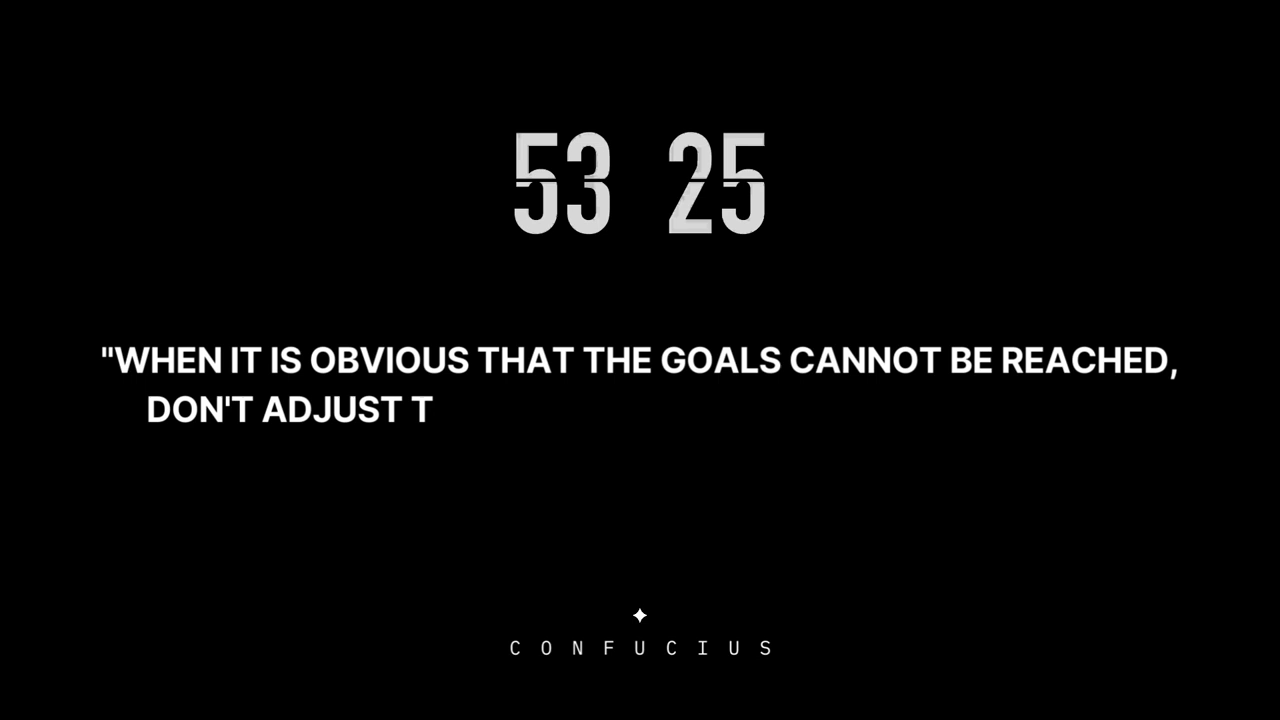 53 25
"WHEN IT IS OBVIOUS THAT THE GOALS CANNOT BE REACHED,
DON'T ADJUST T
CONFUCIUS